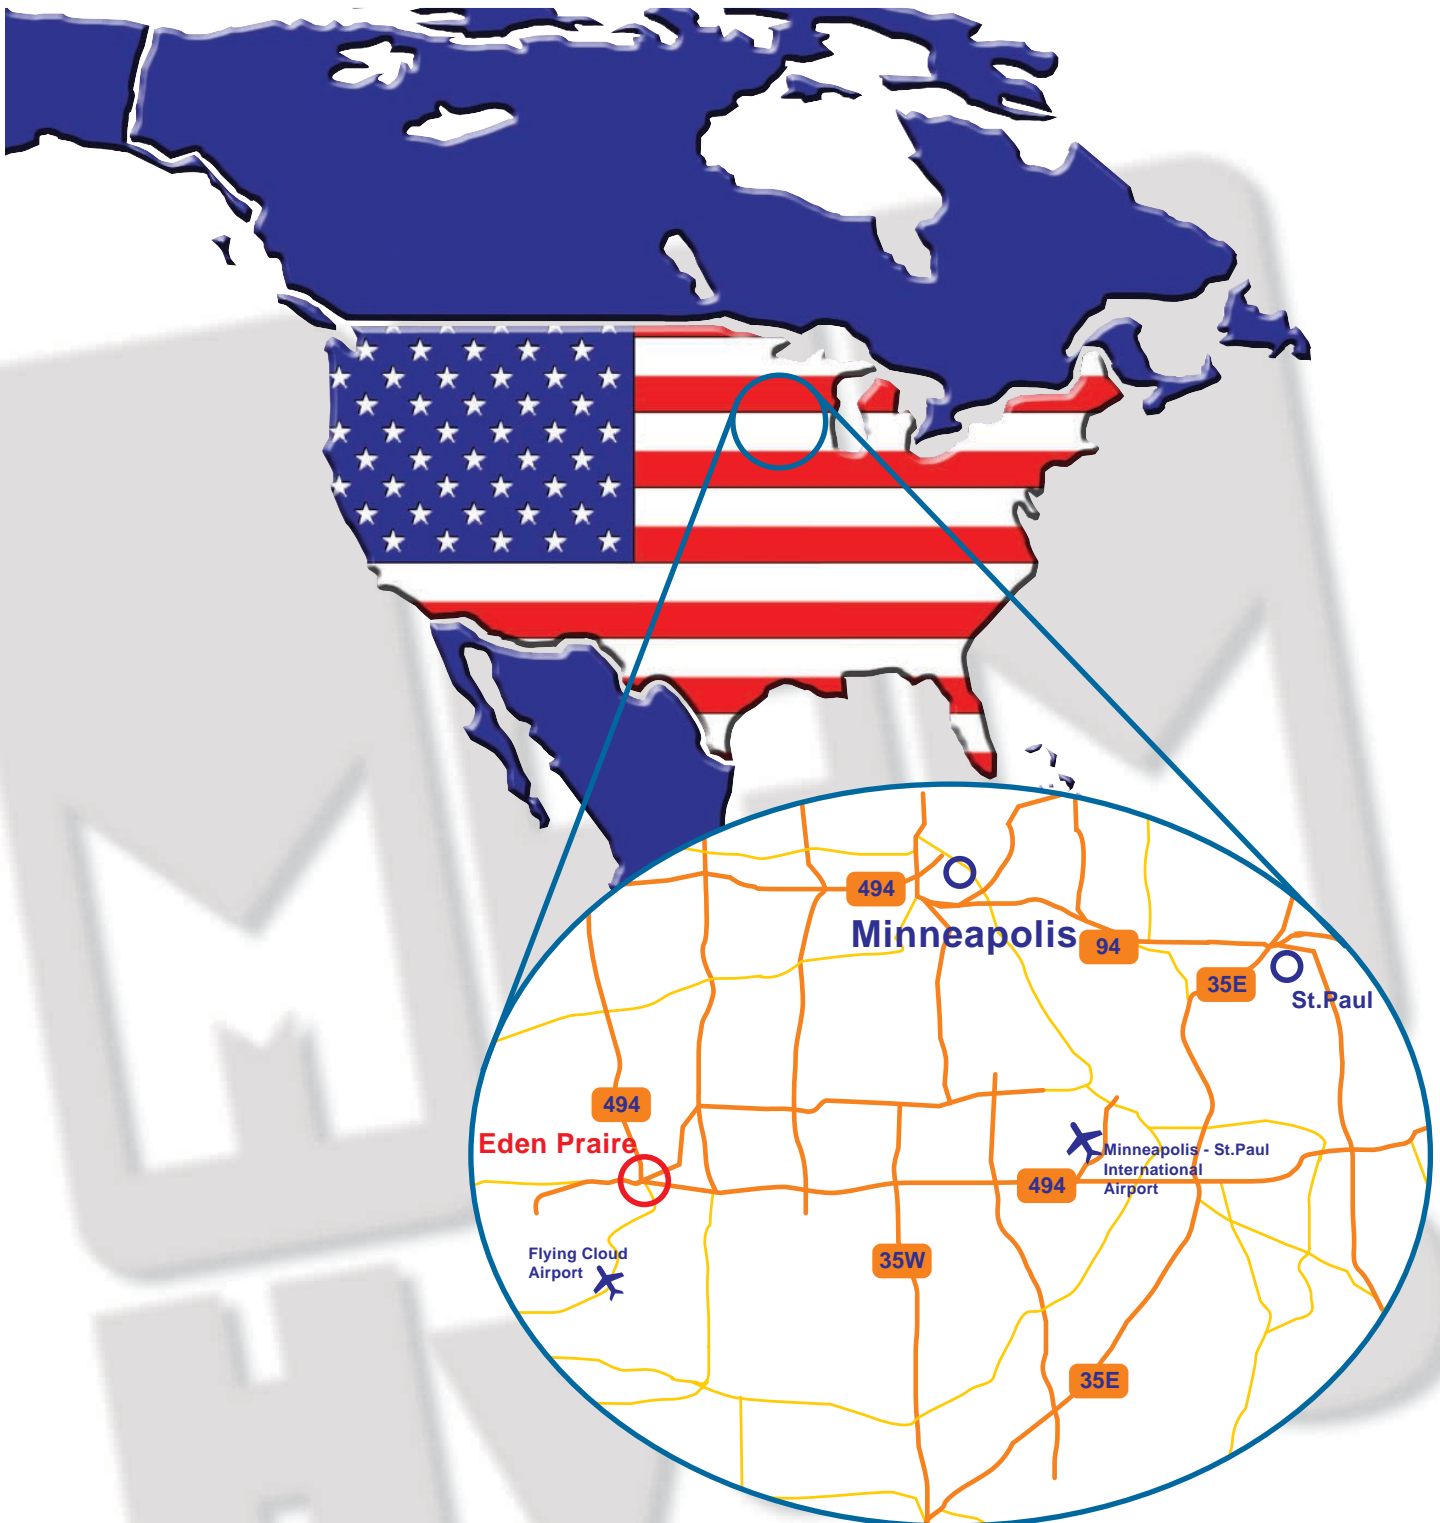 494
Minneapolis
94
35E
St.Paul
494
Eden Praire
Minneapolis - St.Paul
International
Airport
494
Flying Cloud
Airport
35W
35E